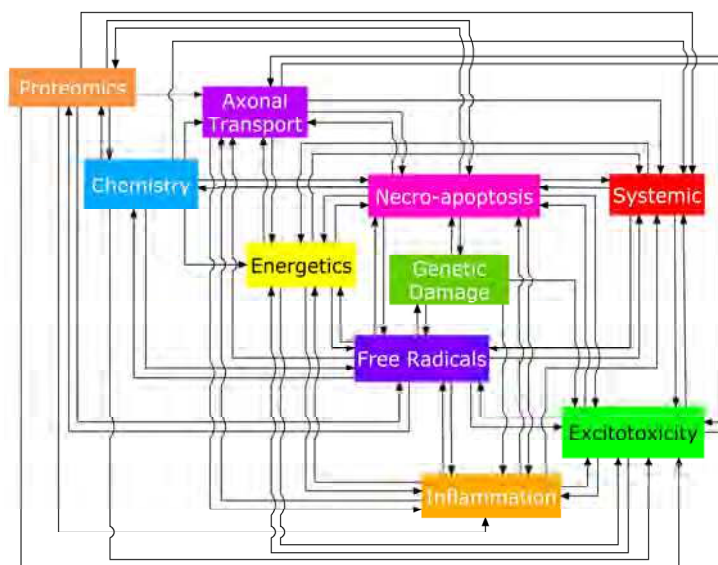 Proteomics
Axonal
Transport
Chemistry
Necro-apoptosis
Systemic
Energetics
Genetic
Damage
Free Radicals
Excitotoxicity
Inflammation